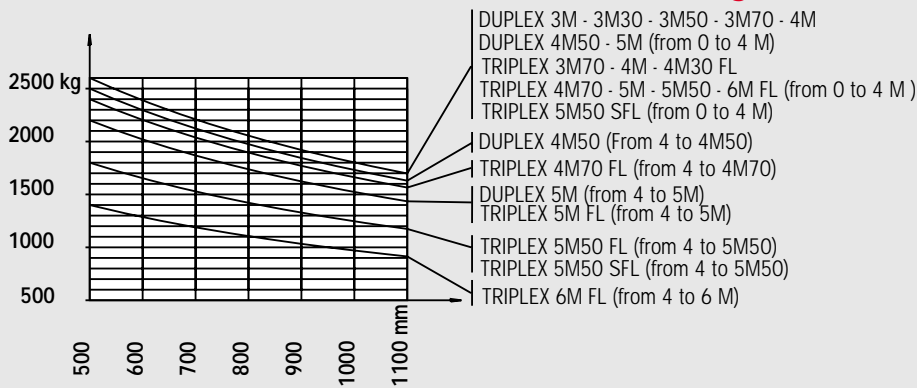 DUPLEX 3M - 3M30 - 3M50 - 3M70 - 4M
DUPLEX 4M50 - 5M (from 0 to 4 M)
TRIPLEX 3M70 - 4M - 4M30 FL
TRIPLEX 4M70 - 5M - 5M50 - 6M FL (from 0 to 4 M )
TRIPLEX 5M50 SFL (from 0 to 4 M)
DUPLEX 4M50 (From 4 to 4M50)
TRIPLEX 4M70 FL (from 4 to 4M70)
DUPLEX 5M (from 4 to 5M)
TRIPLEX 5M FL (from 4 to 5M)
TRIPLEX 5M50 FL (from 4 to 5M50)
TRIPLEX 5M50 SFL (from 4 to 5M50)
TRIPLEX 6M FL (from 4 to 6 M)
2500 kg
2000
1500
1000
500
500
600
700
800
900
1000
1100 mm